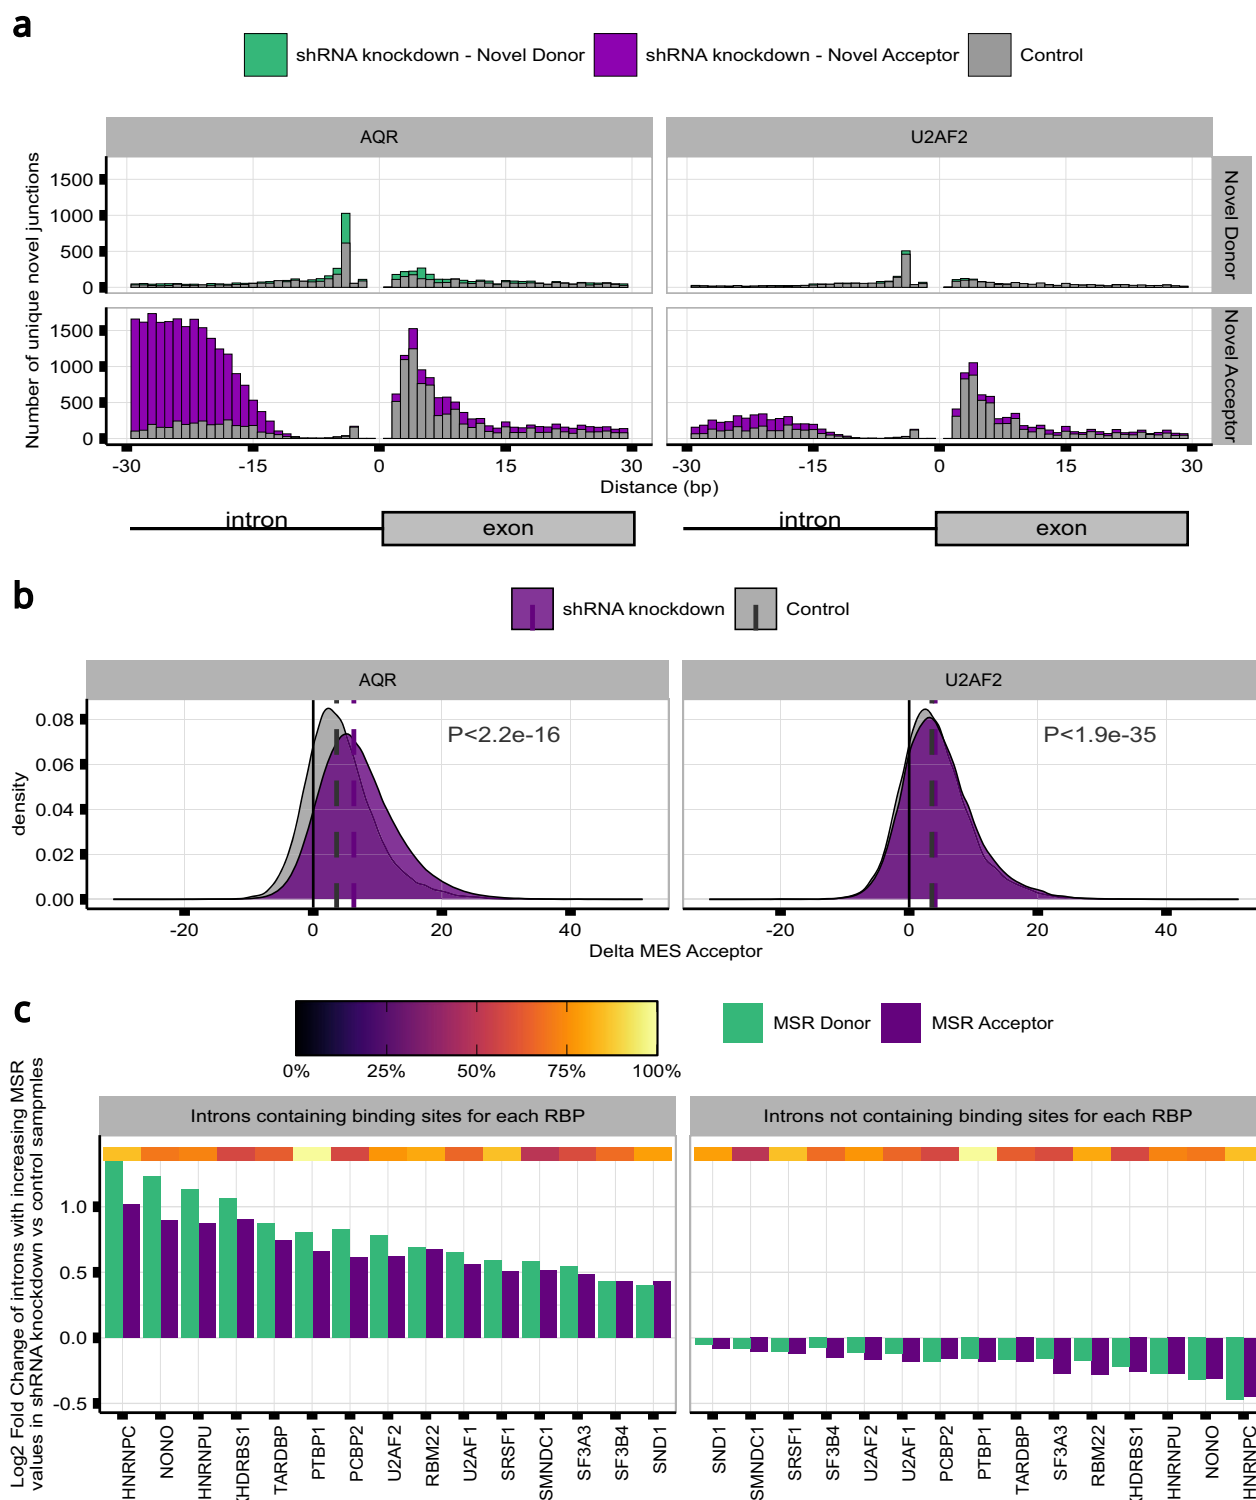 a
shRNA knockdown - Novel Donor shRNA knockdown - Novel Acceptor Control
AQR U2AF2
Number of unique novel junctions
1500
1000
500
0
Novel Donor
1500
1000
500
0
Novel Acceptor
-30 -15 0 15 30 -30 -15 0 15 30
Distance (bp)
intron exon intron exon
b
shRNA knockdown Control
AQR U2AF2
density
0.08
0.06
0.04
0.02
0.00
P<2.2e-16 P<1.9e-35
-20 0 20 40 -20 0 20 40
Delta MES Acceptor
c
0% 25% 50% 75% 100%
MSR Donor MSR Acceptor
Log2 Fold Change of introns with increasing MSR
values in shRNA knockdown vs control sampmles
Introns containing binding sites for each RBP Introns not containing binding sites for each RBP
1.0
0.5
0.0
-0.5
HNRNPC NONO HNRNPU KHDRBS1 TARDBP PTBP1 PCBP2 U2AF2 RBM22 U2AF1 SRSF1 SMNDC1 SF3A3 SF3B4 SND1
SND1 SMNDC1 SRSF1 SF3B4 U2AF2 U2AF1 PCBP2 PTBP1 TARDBP SF3A3 RBM22 KHDRBS1 HNRNPU NONO HNRNPC